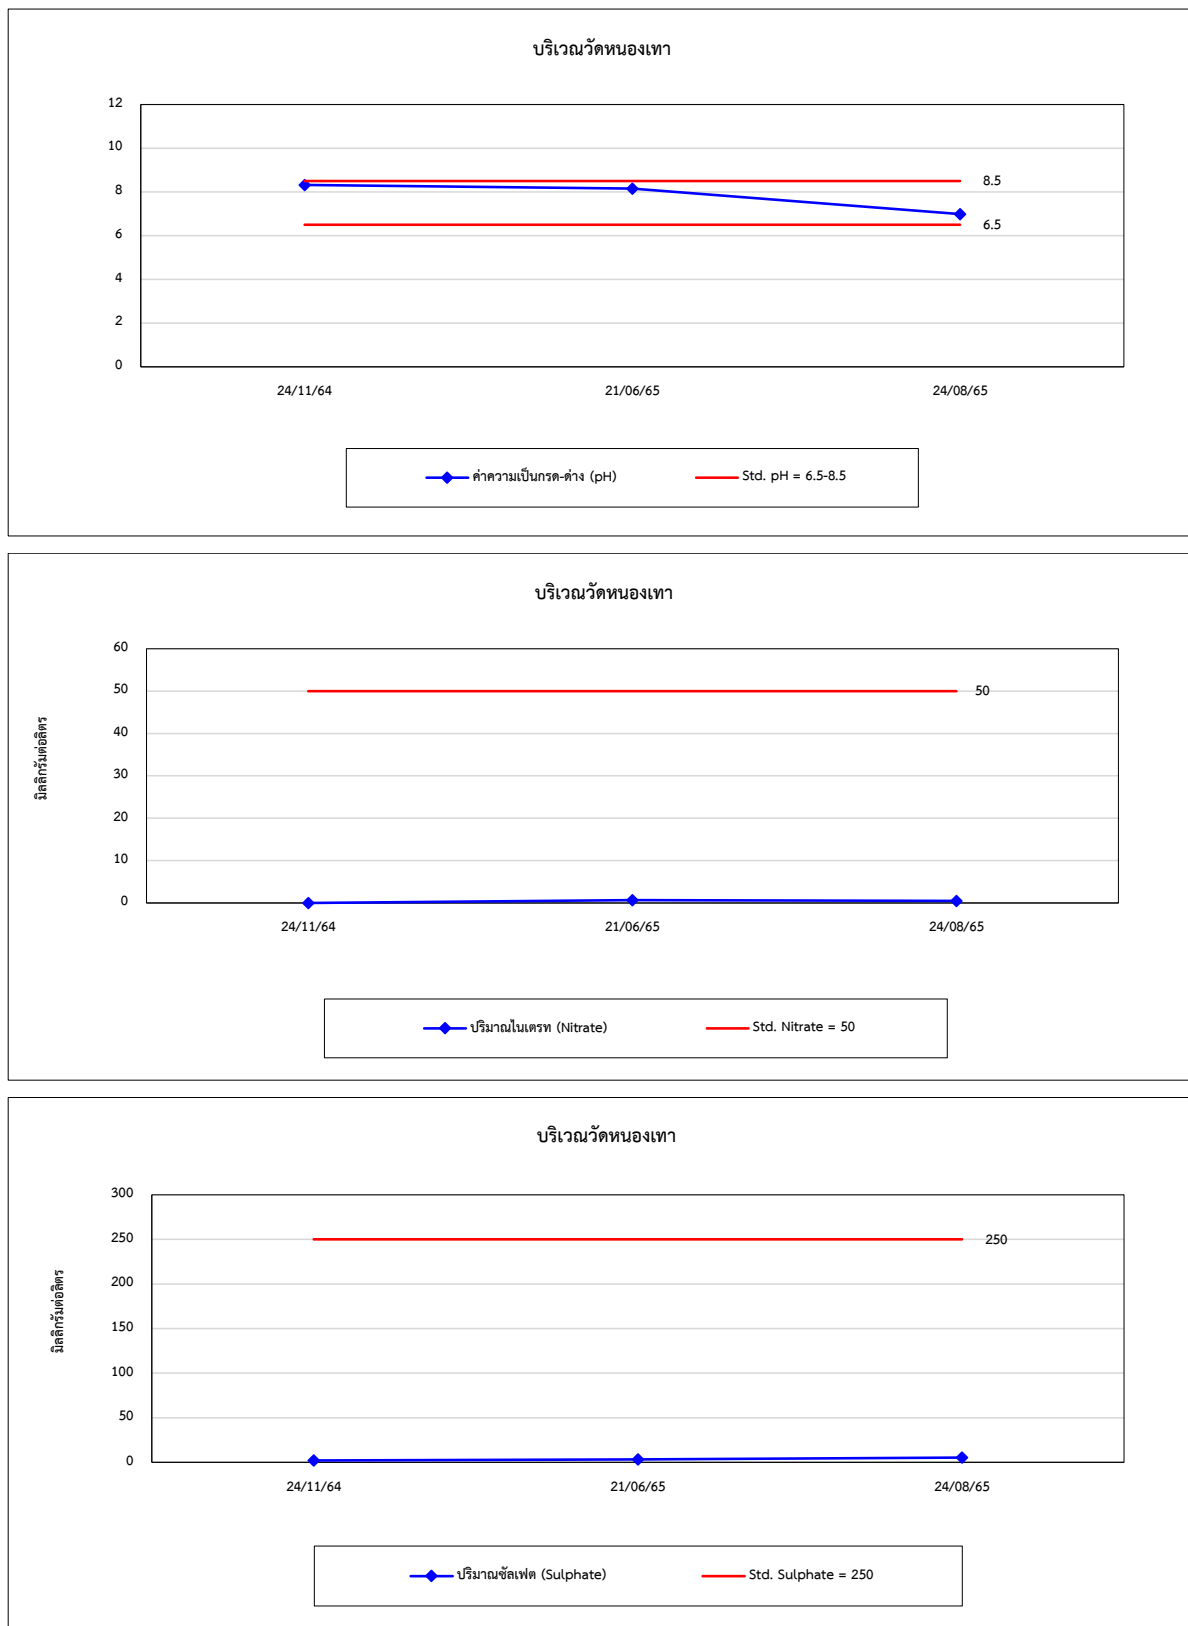 บริเวณวัดหนองเทา
12
10
8
6
4
2
0
8.5
6.5
24/11/64 21/06/65 24/08/65
ค่าความเป็นกรด-ด่าง (pH) Std. pH = 6.5-8.5
บริเวณวัดหนองเทา
มิลลิกรัมต่อลิตร
60
50
40
30
20
10
0
50
24/11/64 21/06/65 24/08/65
ปริมาณไนเตรท (Nitrate) Std. Nitrate = 50
บริเวณวัดหนองเทา
มิลลิกรัมต่อลิตร
300
250
200
150
100
50
0
250
24/11/64 21/06/65 24/08/65
ปริมาณซัลเฟต (Sulphate) Std. Sulphate = 250